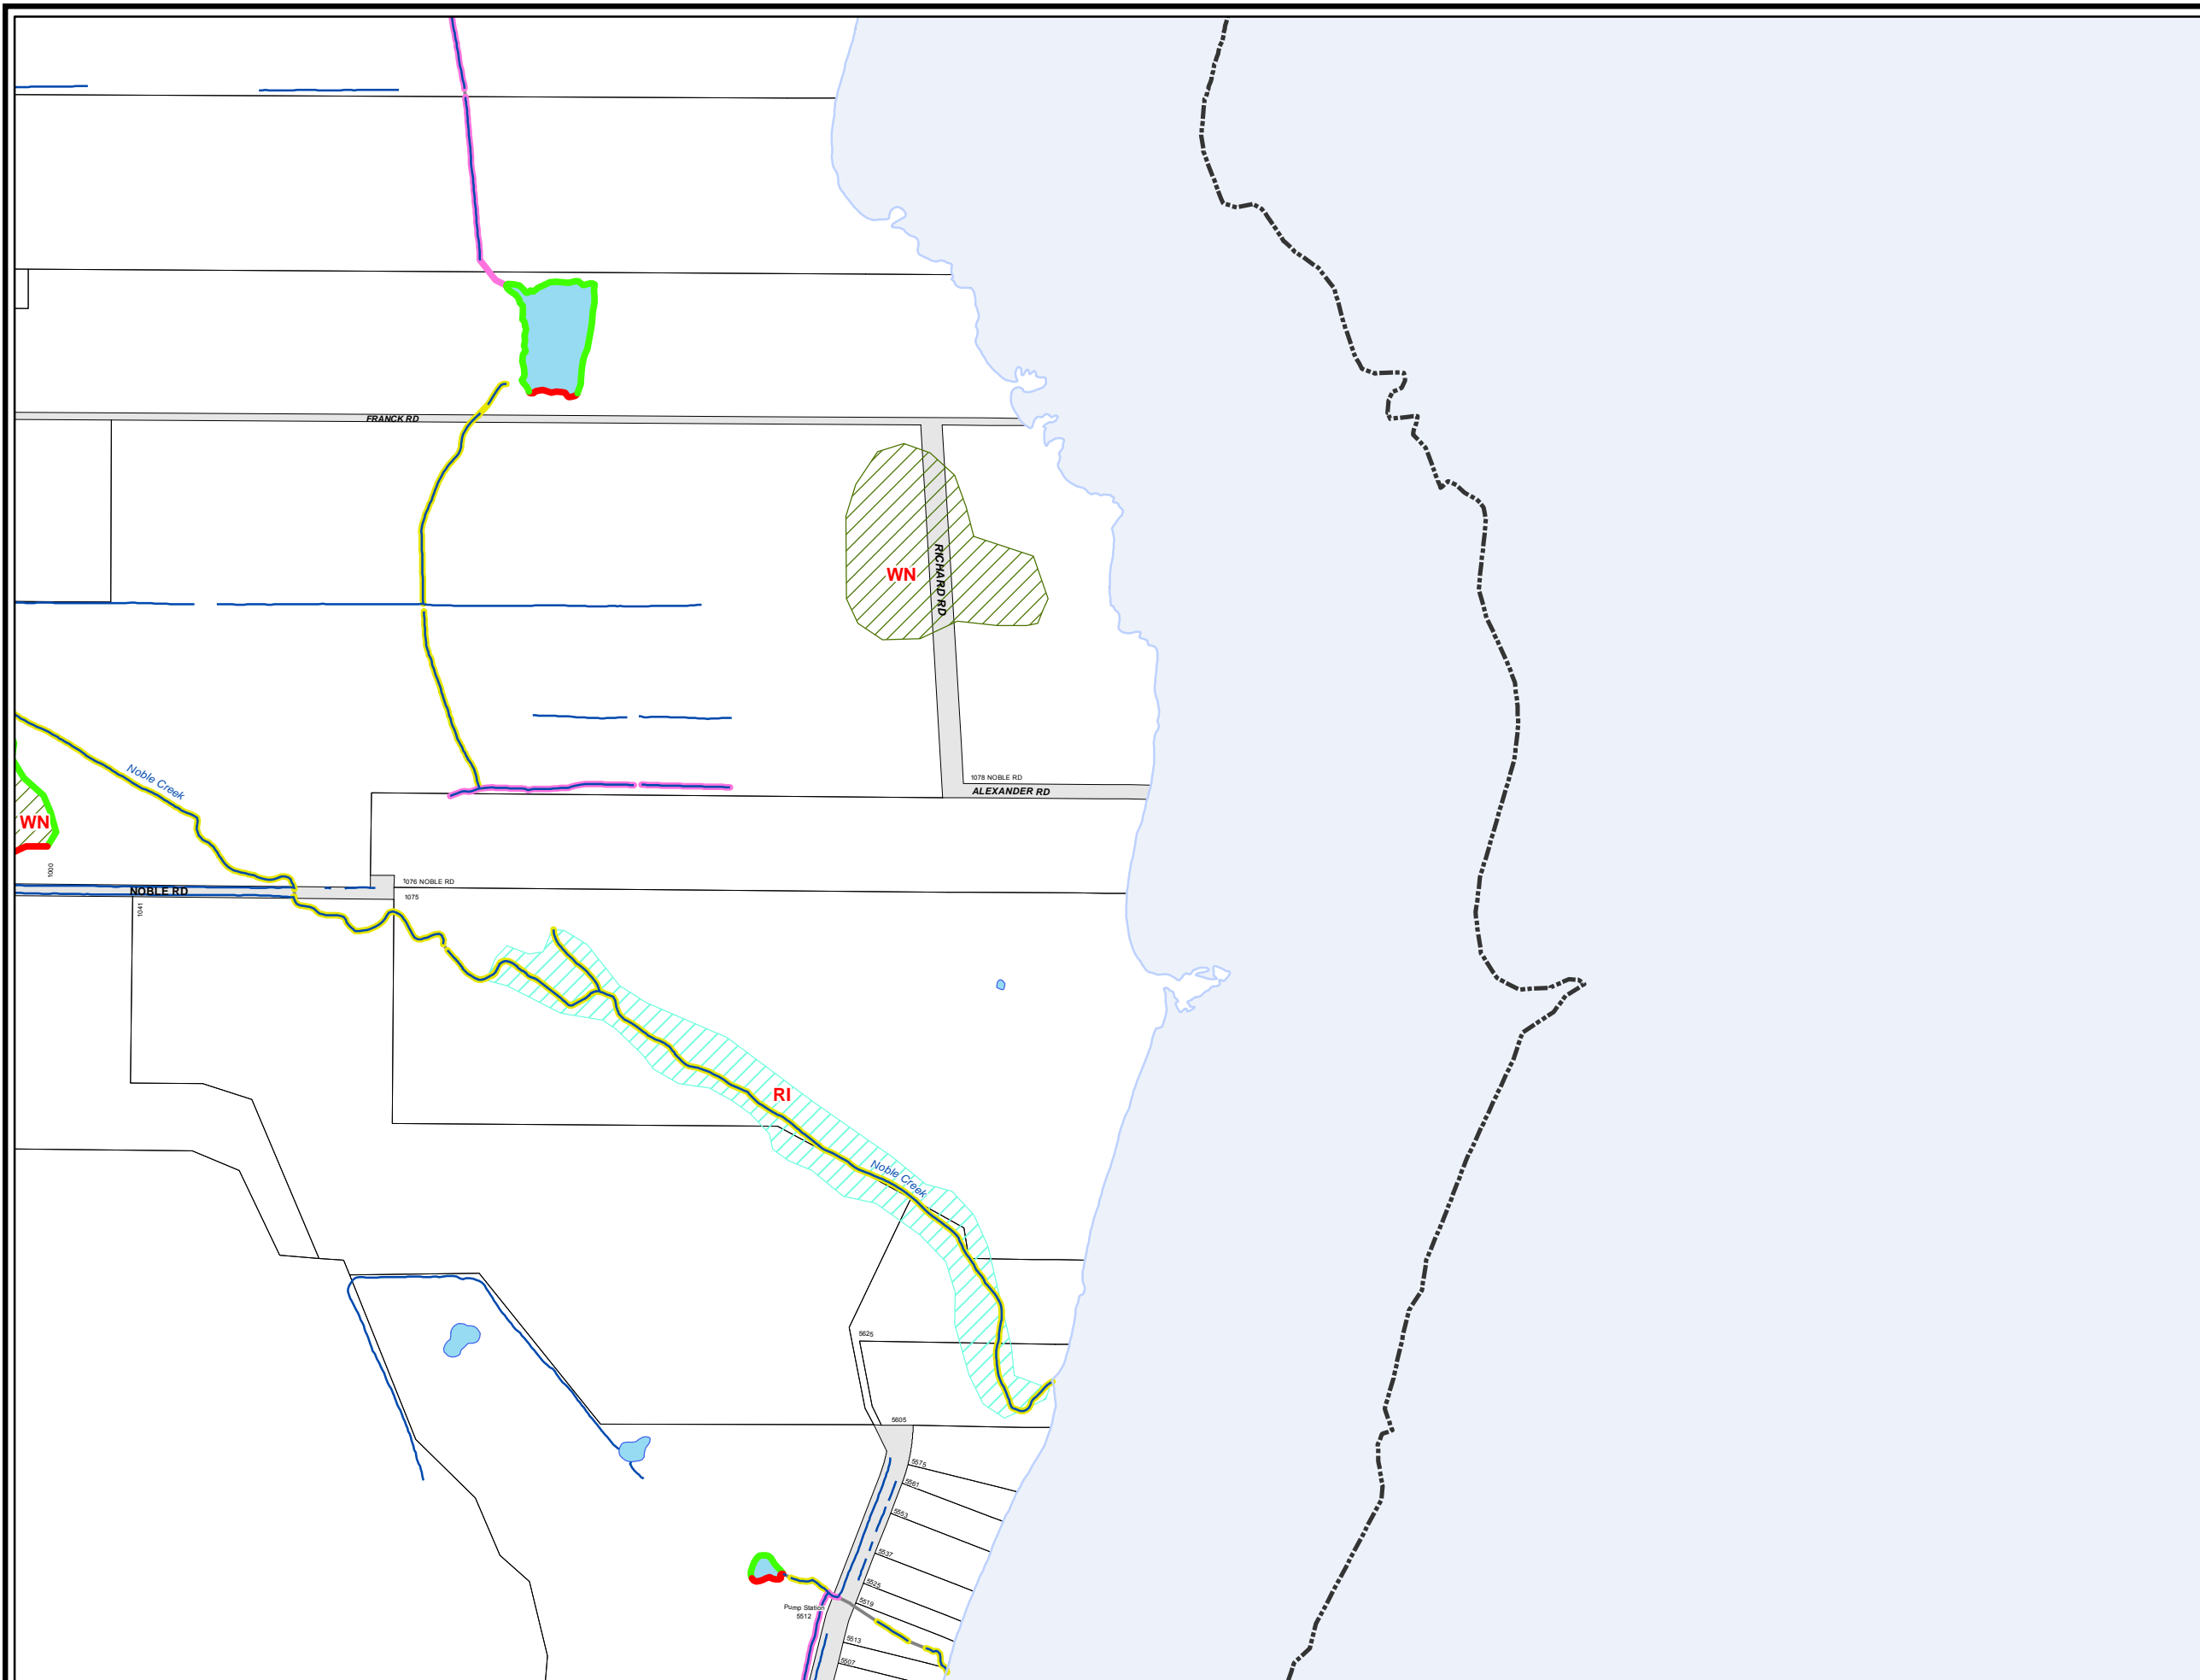 FRANCK RD
WN
RICHARD RD
Noble Creek
1078 NOBLE RD
ALEXANDER RD
WN
1000
NOBLE RD
1076 NOBLE RD
1075
1041
RI
Noble Creek
5625
5605
5575
5561
5553
5537
5525
5519
Pump Station
5512
5513
5507